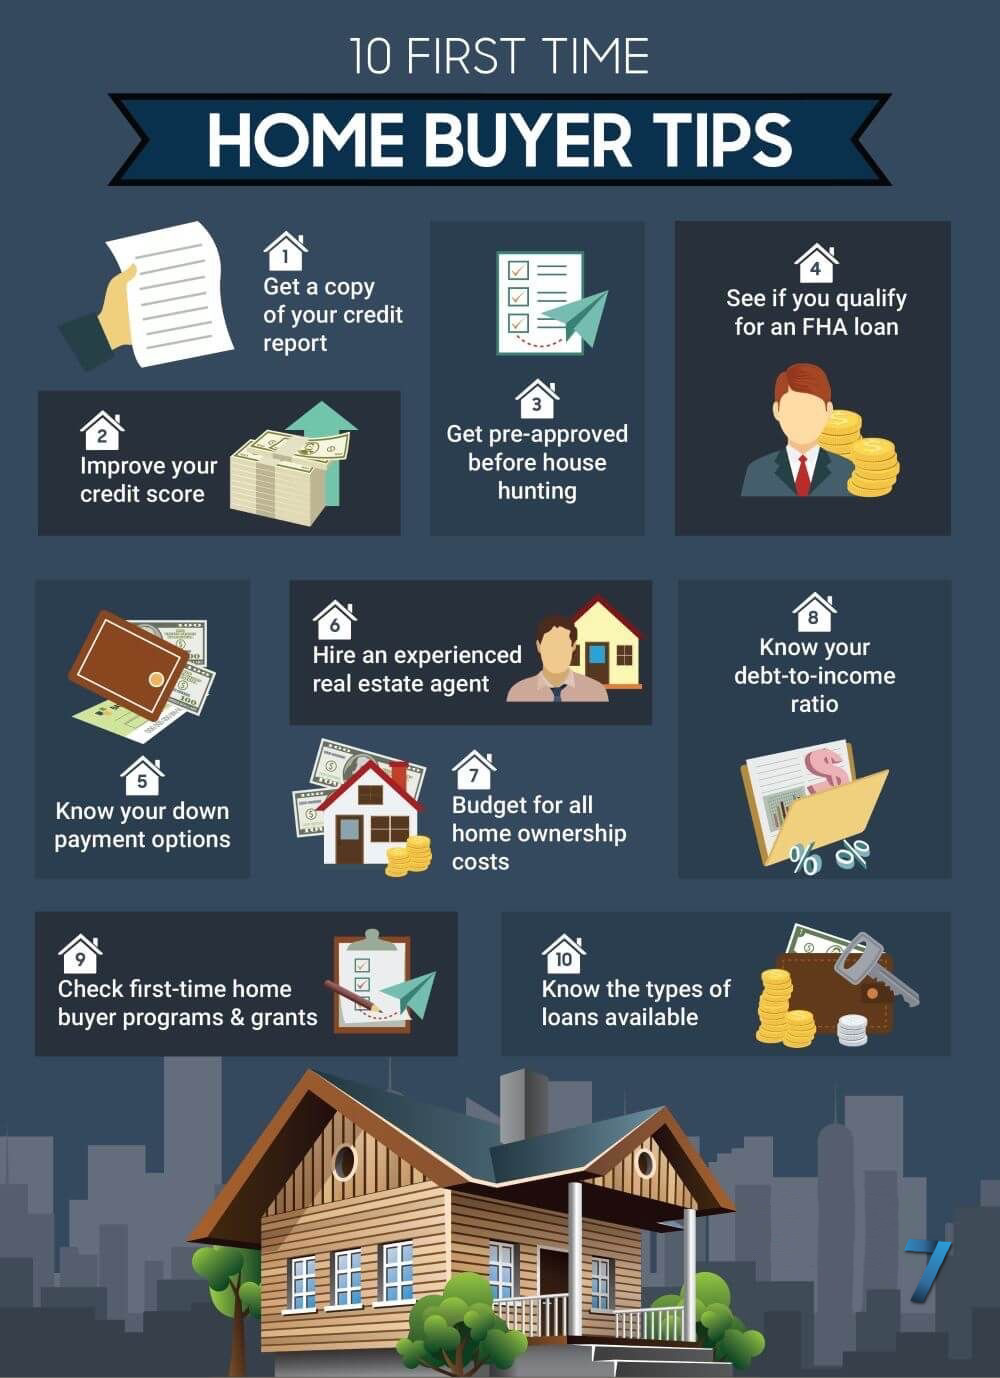 10 FIRST TIME
HOME BUYER TIPS
1
Get a copy
of your credit
report
2
Improve your
credit score
3
Get pre-approved
before house
hunting
4
See if you qualify
for an FHA loan
5
Know your down
payment options
6
Hire an experienced
real estate agent
7
Budget for all
home ownership
costs
8
Know your
debt-to-income
ratio
% %
9
Check first-time home
buyer programs & grants
10
Know the types of
loans available
7